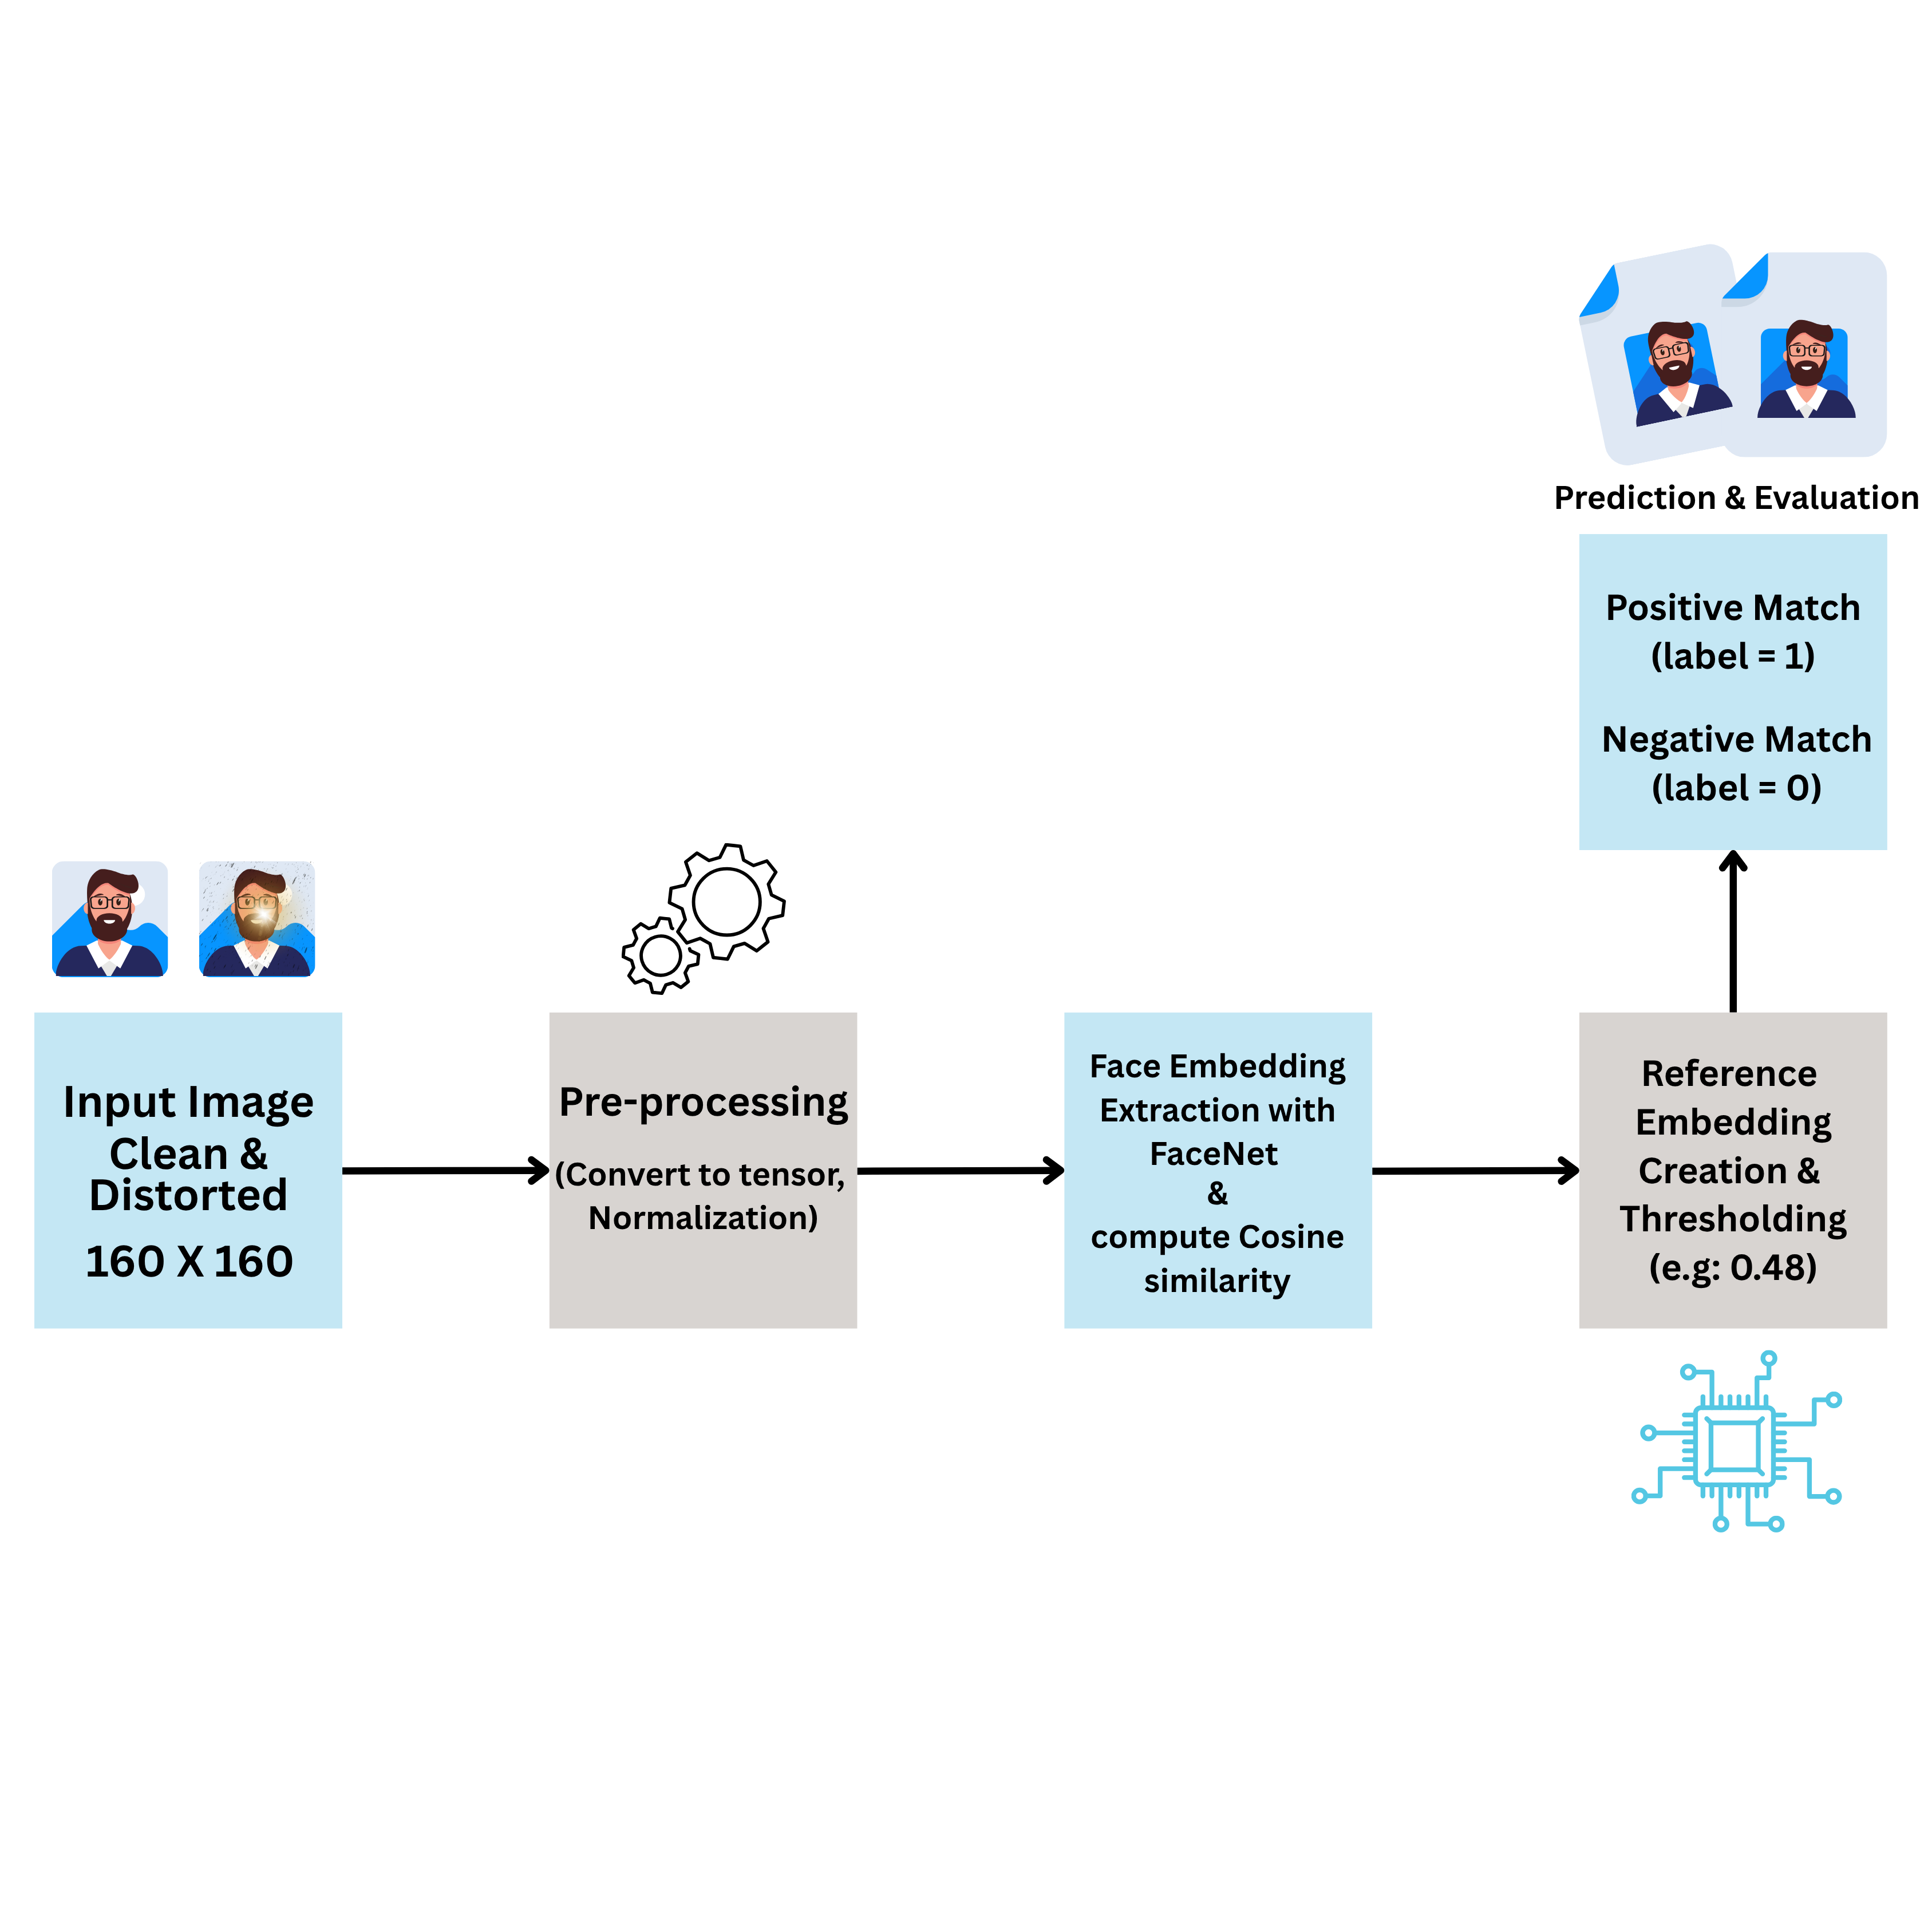 Input Image
Clean &
Distorted
160 X 160
Pre-processing
(Convert to tensor,
Normalization)
Face Embedding
Extraction with
FaceNet
&
compute Cosine
similarity
Reference
Embedding
Creation &
Thresholding
(e.g: 0.48)
Prediction & Evaluation
Positive Match
(label = 1)
Negative Match
(label = 0)